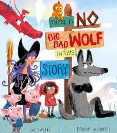 THERE IS
NO
BIG
BAD WOLF
IN THIS
STORY